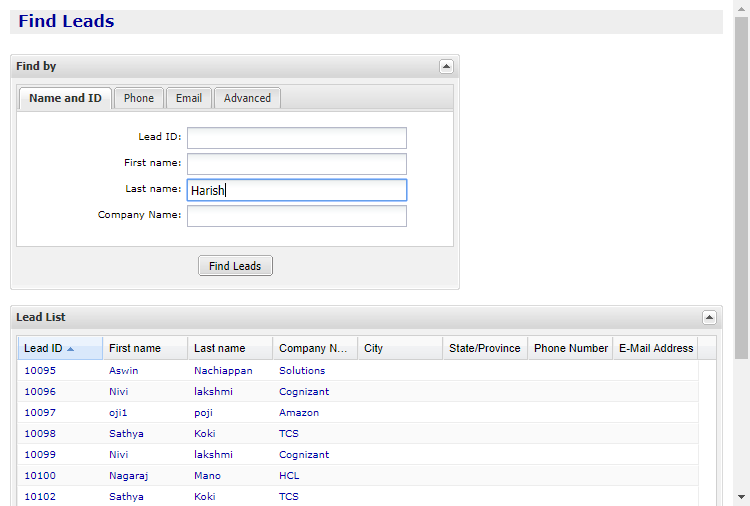 Find Leads
Find by
Name and ID Phone Email Advanced
Lead ID:
First name:
Last name: Harish
Company Name:
Find Leads
Lead List
Lead ID First name Last name Company N... City State/Province Phone Number E-Mail Address
10095 Aswin Nachiappan Solutions
10096 Nivi lakshmi Cognizant
10097 oji1 poji Amazon
10098 Sathya Koki TCS
10099 Nivi lakshmi Cognizant
10100 Nagaraj Mano HCL
10102 Sathya Koki TCS